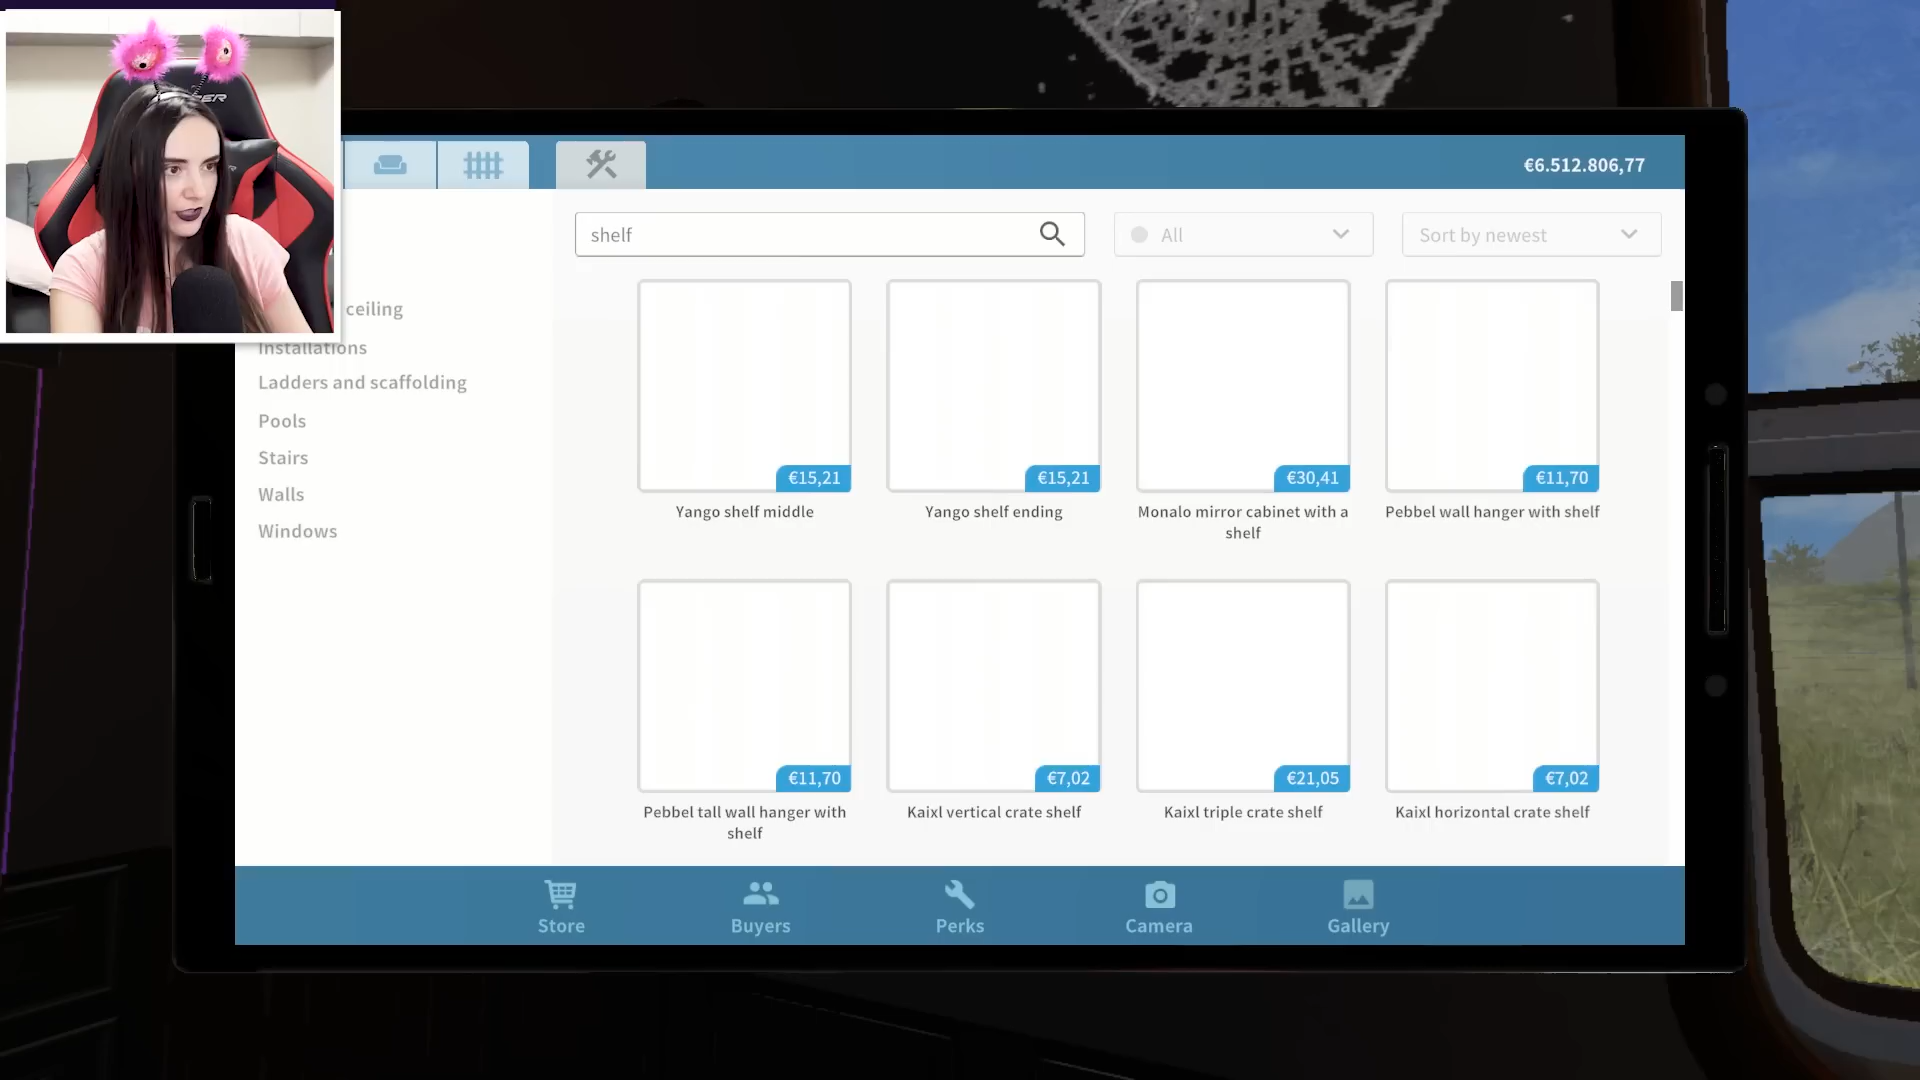 €6.512.806,77
shelf
All
Sort by newest
ceiling
Installations
Ladders and scaffolding
Pools
Stairs
Walls
Windows
€15,21
€15,21
€30,41
€11,70
Yango shelf middle
Yango shelf ending
Monalo mirror cabinet with a
shelf
Pebbel wall hanger with shelf
€11,70
€7,02
€21,05
€7,02
Pebbel tall wall hanger with
shelf
Kaixl vertical crate shelf
Kaixl triple crate shelf
Kaixl horizontal crate shelf
Store
Buyers
Perks
Camera
Gallery